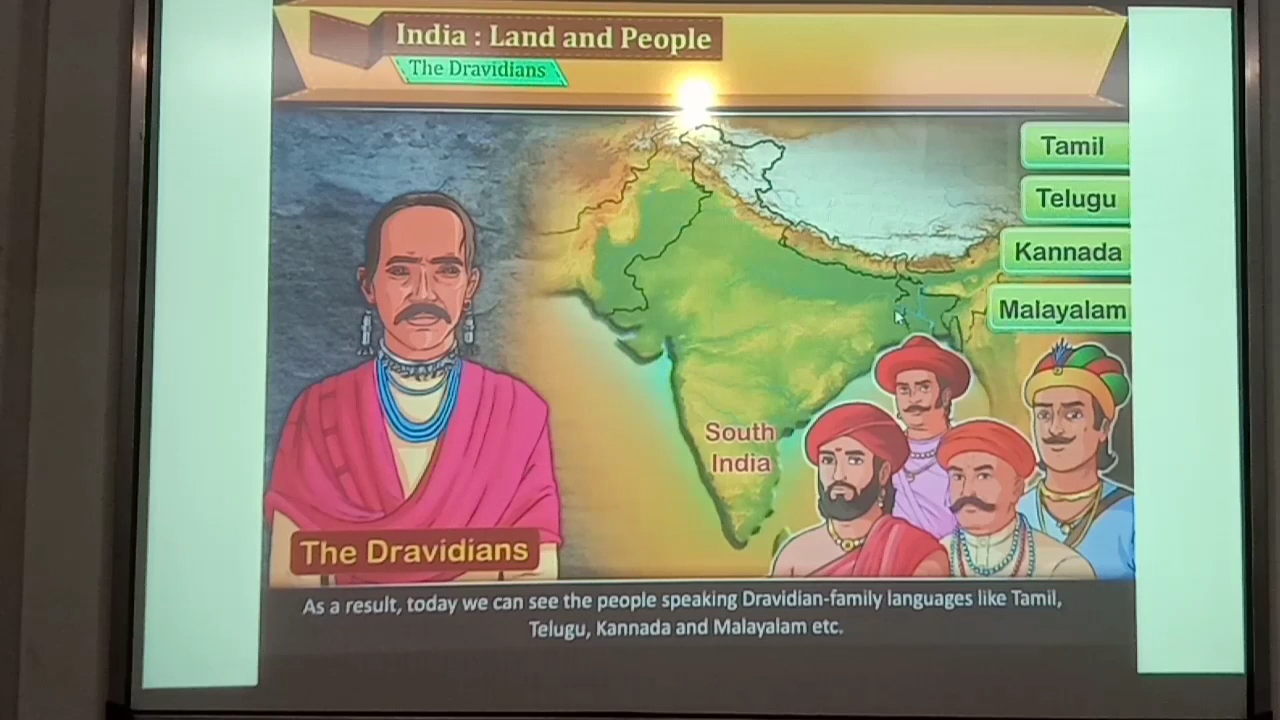 India : Land and People
The Dravidians
Tamil
Telugu
Kannada
Malayalam
South
India
The Dravidians
As a result, today we can see the people speaking Dravidian-family languages like Tamil,
Telugu, Kannada and Malayalam etc.